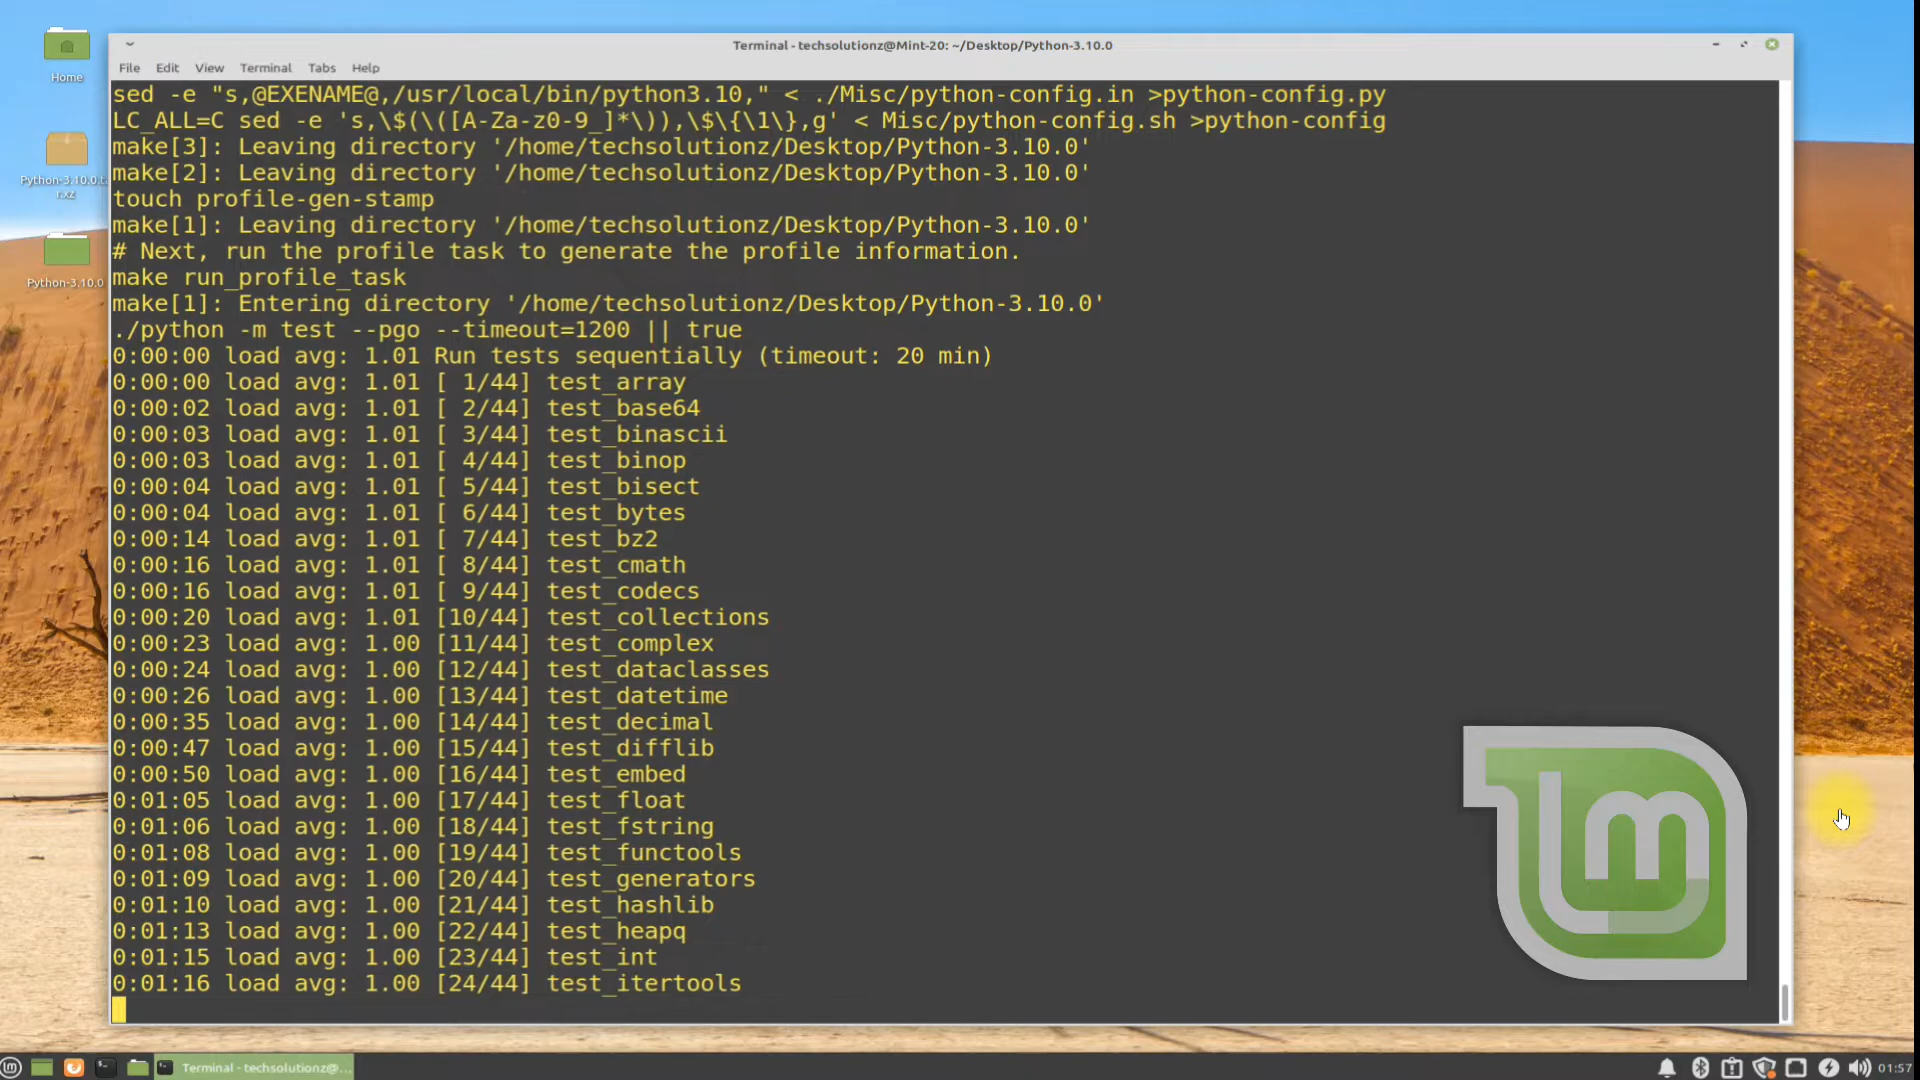 Home
Python-3.10.0.t
r.xz
Python-3.10.0
Terminal - techsolutionz@Mint-20: ~/Desktop/Python-3.10.0
File Edit View Terminal Tabs Help
sed -e "s,@EXENAME@,/usr/local/bin/python3.10," < ./Misc/python-config.in >python-config.py
LC_ALL=C sed -e 's,\$(\([A-Za-z0-9_]*\)),\$\{\1\},g' < Misc/python-config.sh >python-config
make[3]: Leaving directory '/home/techsolutionz/Desktop/Python-3.10.0'
make[2]: Leaving directory '/home/techsolutionz/Desktop/Python-3.10.0'
touch profile-gen-stamp
make[1]: Leaving directory '/home/techsolutionz/Desktop/Python-3.10.0'
# Next, run the profile task to generate the profile information.
make run_profile_task
make[1]: Entering directory '/home/techsolutionz/Desktop/Python-3.10.0'
./python -m test --pgo --timeout=1200 || true
0:00:00 load avg: 1.01 Run tests sequentially (timeout: 20 min)
0:00:00 load avg: 1.01 [ 1/44] test_array
0:00:02 load avg: 1.01 [ 2/44] test_base64
0:00:03 load avg: 1.01 [ 3/44] test_binascii
0:00:03 load avg: 1.01 [ 4/44] test_binop
0:00:04 load avg: 1.01 [ 5/44] test_bisect
0:00:04 load avg: 1.01 [ 6/44] test_bytes
0:00:14 load avg: 1.01 [ 7/44] test_bz2
0:00:16 load avg: 1.01 [ 8/44] test_cmath
0:00:16 load avg: 1.01 [ 9/44] test_codecs
0:00:20 load avg: 1.01 [10/44] test_collections
0:00:23 load avg: 1.00 [11/44] test_complex
0:00:24 load avg: 1.00 [12/44] test_dataclasses
0:00:26 load avg: 1.00 [13/44] test_datetime
0:00:35 load avg: 1.00 [14/44] test_decimal
0:00:47 load avg: 1.00 [15/44] test_difflib
0:00:50 load avg: 1.00 [16/44] test_embed
0:01:05 load avg: 1.00 [17/44] test_float
0:01:06 load avg: 1.00 [18/44] test_fstring
0:01:08 load avg: 1.00 [19/44] test_functools
0:01:09 load avg: 1.00 [20/44] test_generators
0:01:10 load avg: 1.00 [21/44] test_hashlib
0:01:13 load avg: 1.00 [22/44] test_heapq
0:01:15 load avg: 1.00 [23/44] test_int
0:01:16 load avg: 1.00 [24/44] test_itertools
Terminal - techsolutionz@...
01:57